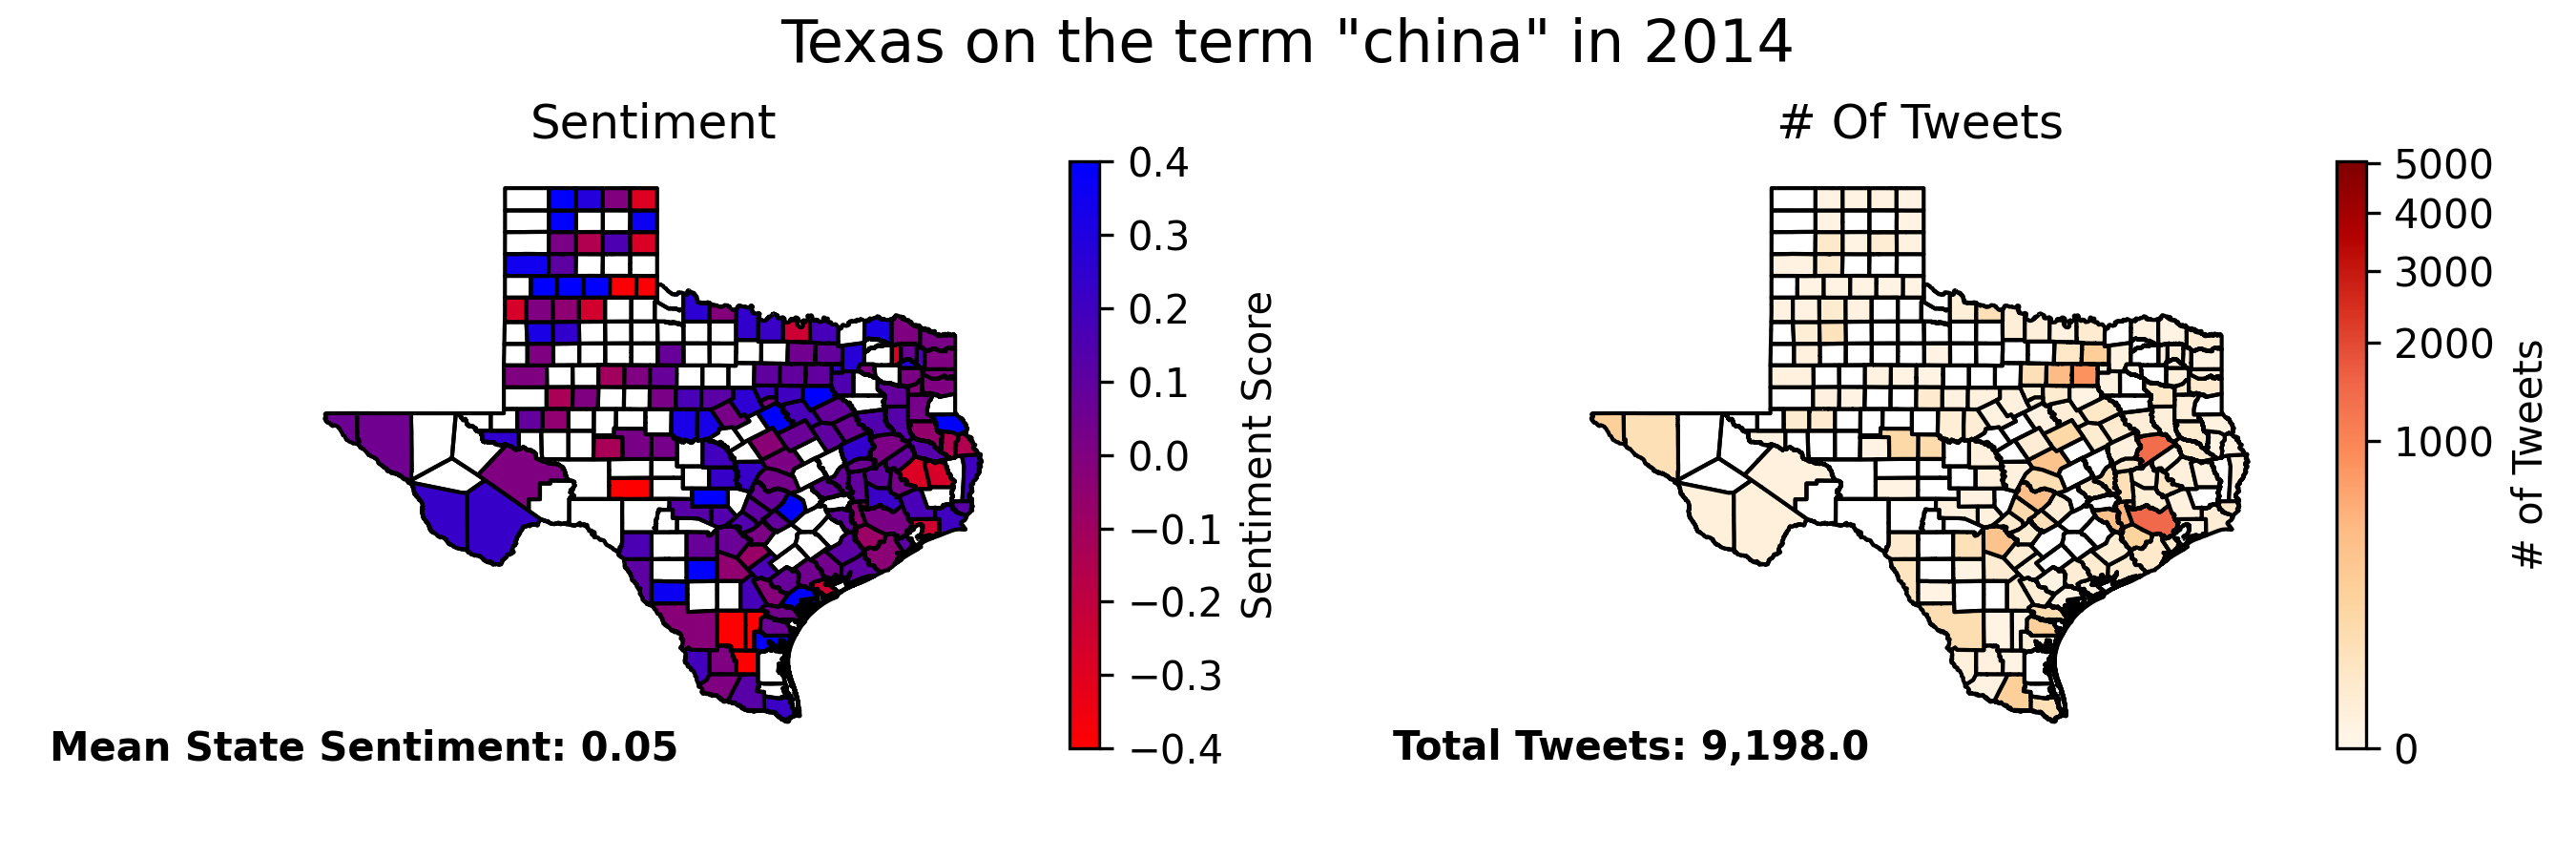 Texas on the term "china" in 2014
Sentiment
0.4
0.3
0.2
0.1
0.0
−0.1
−0.2
−0.3
−0.4
Sentiment Score
Mean State Sentiment: 0.05
# Of Tweets
5000
4000
3000
2000
1000
0
# of Tweets
Total Tweets: 9,198.0